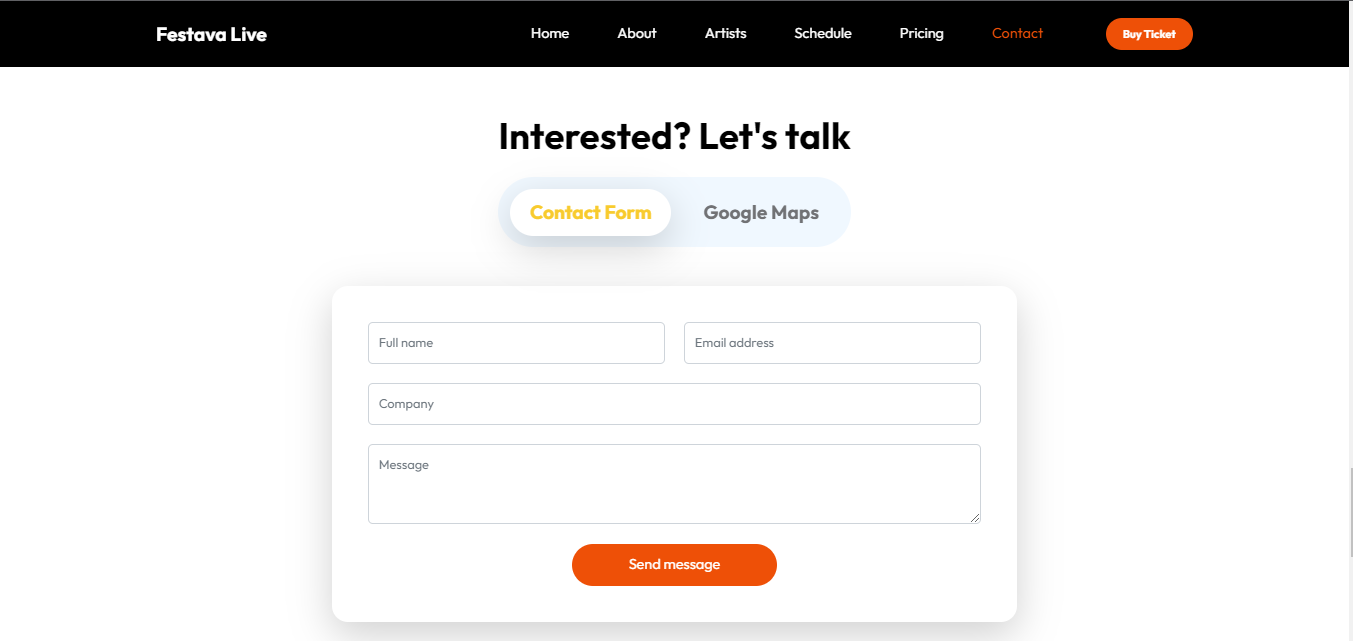 Festava Live Home About Artists Schedule Pricing Contact Buy Ticket
Interested? Let's talk
Contact Form Google Maps
Full name Email address
Company
Message
Send message